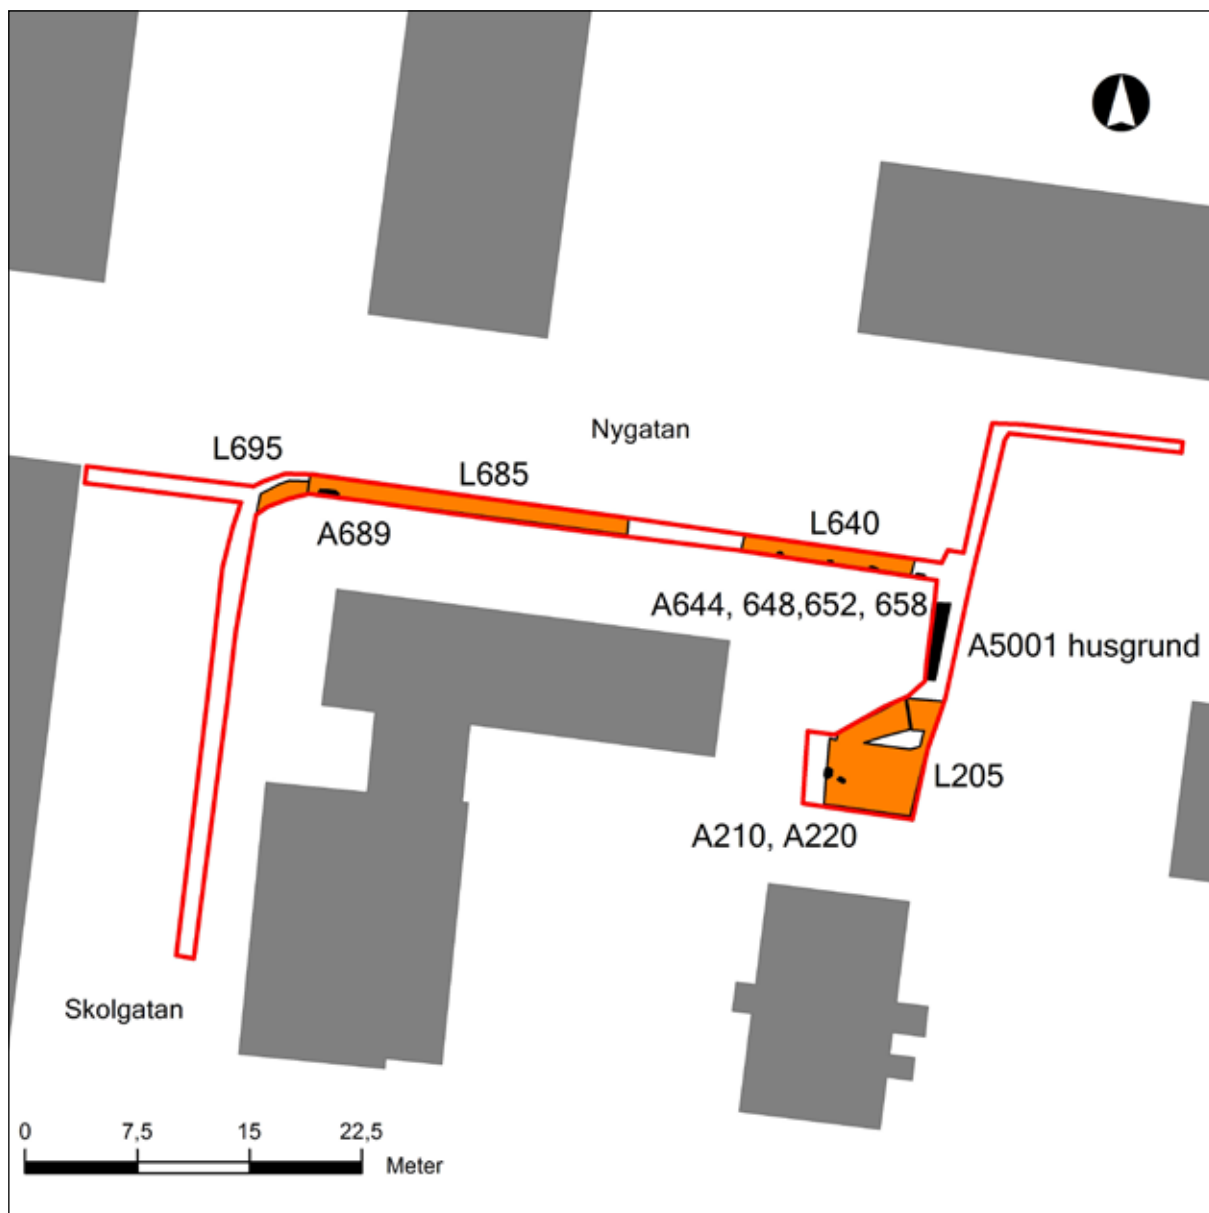 Nygatan
L695
L685
A689
L640
A644, 648,652, 658
A5001 husgrund
L205
A210, A220
Skolgatan
0 7,5 15 22,5
Meter